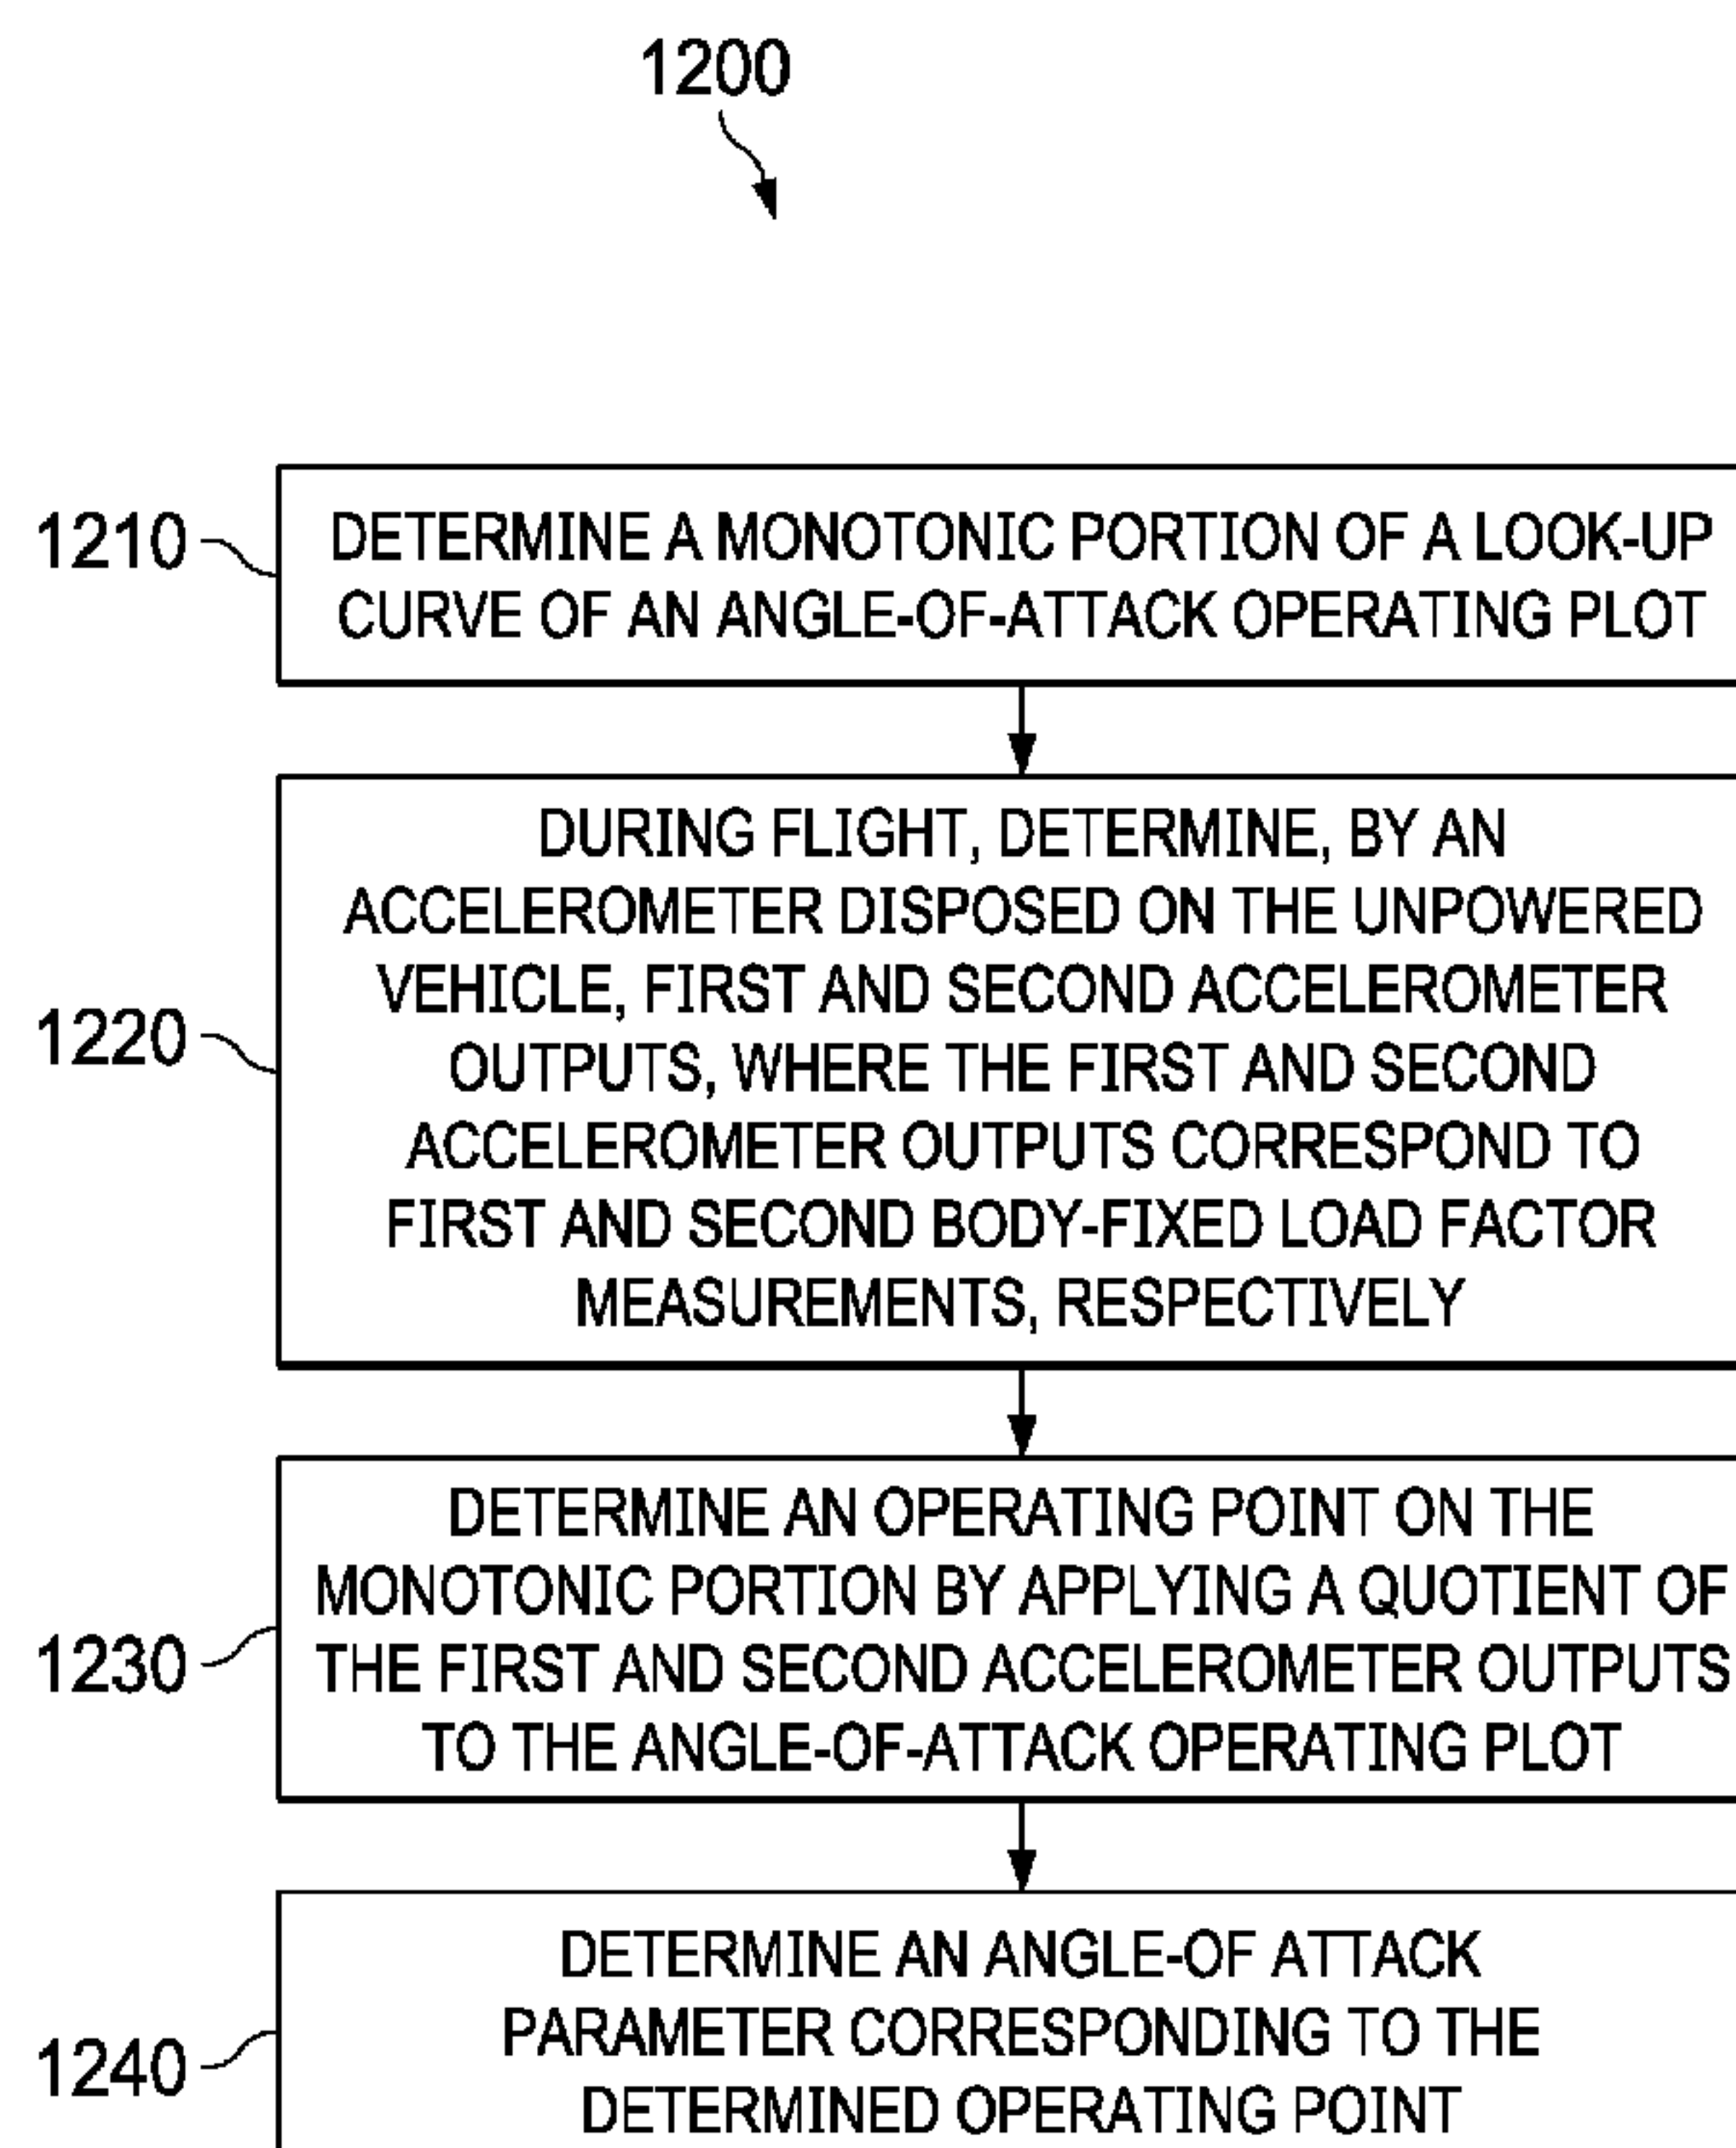 1200
1210
DETERMINE A MONOTONIC PORTION OF A LOOK-UP
CURVE OF AN ANGLE-OF-ATTACK OPERATING PLOT
1220
DURING FLIGHT, DETERMINE, BY AN
ACCELEROMETER DISPOSED ON THE UNPOWERED
VEHICLE, FIRST AND SECOND ACCELEROMETER
OUTPUTS, WHERE THE FIRST AND SECOND
ACCELEROMETER OUTPUTS CORRESPOND TO
FIRST AND SECOND BODY-FIXED LOAD FACTOR
MEASUREMENTS, RESPECTIVELY
1230
DETERMINE AN OPERATING POINT ON THE
MONOTONIC PORTION BY APPLYING A QUOTIENT OF
THE FIRST AND SECOND ACCELEROMETER OUTPUTS
TO THE ANGLE-OF-ATTACK OPERATING PLOT
1240
DETERMINE AN ANGLE-OF ATTACK
PARAMETER CORRESPONDING TO THE
DETERMINED OPERATING POINT